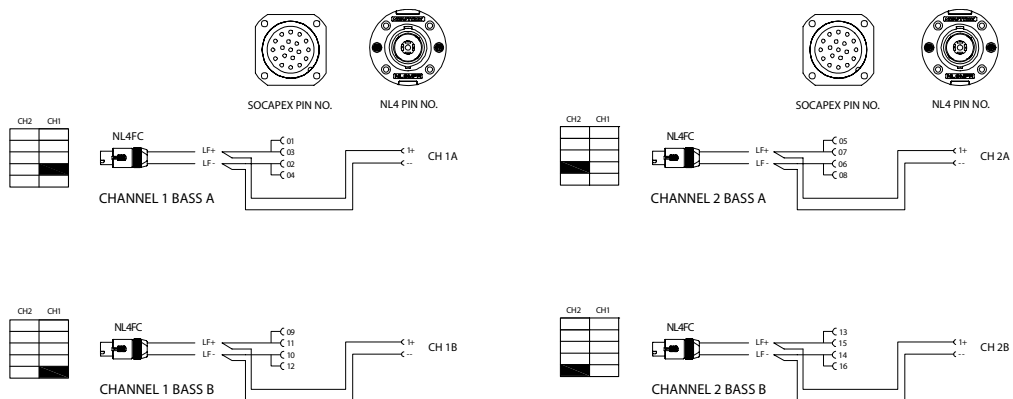 SOCAPEX PIN NO. NL4 PIN NO.
CH2 CH1
NL4FC
LF+
LF-
01
03
02
04
1+
--
CH 1A
CHANNEL 1 BASS A
SOCAPEX PIN NO. NL4 PIN NO.
CH2 CH1
NL4FC
LF+
LF-
05
07
06
08
1+
--
CH 2A
CHANNEL 2 BASS A
CH2 CH1
NL4FC
LF+
LF-
09
11
10
12
1+
--
CH 1B
CHANNEL 1 BASS B
CH2 CH1
NL4FC
LF+
LF-
13
15
14
16
1+
--
CH 2B
CHANNEL 2 BASS B